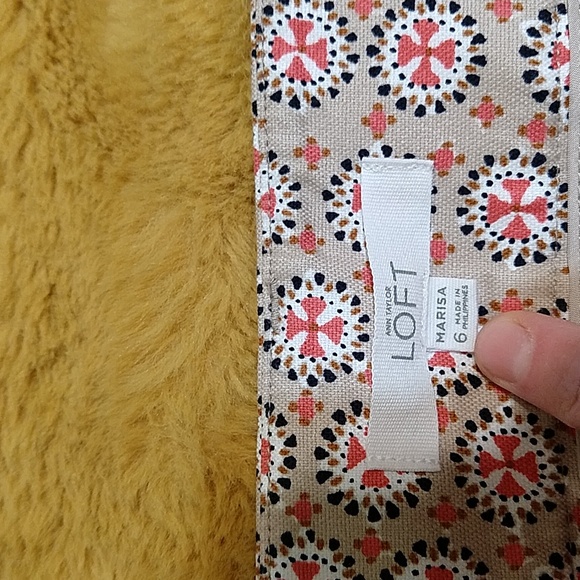 ANN TAYLOR
LOFT
MARISA
6
MADE IN
PHILIPPINES